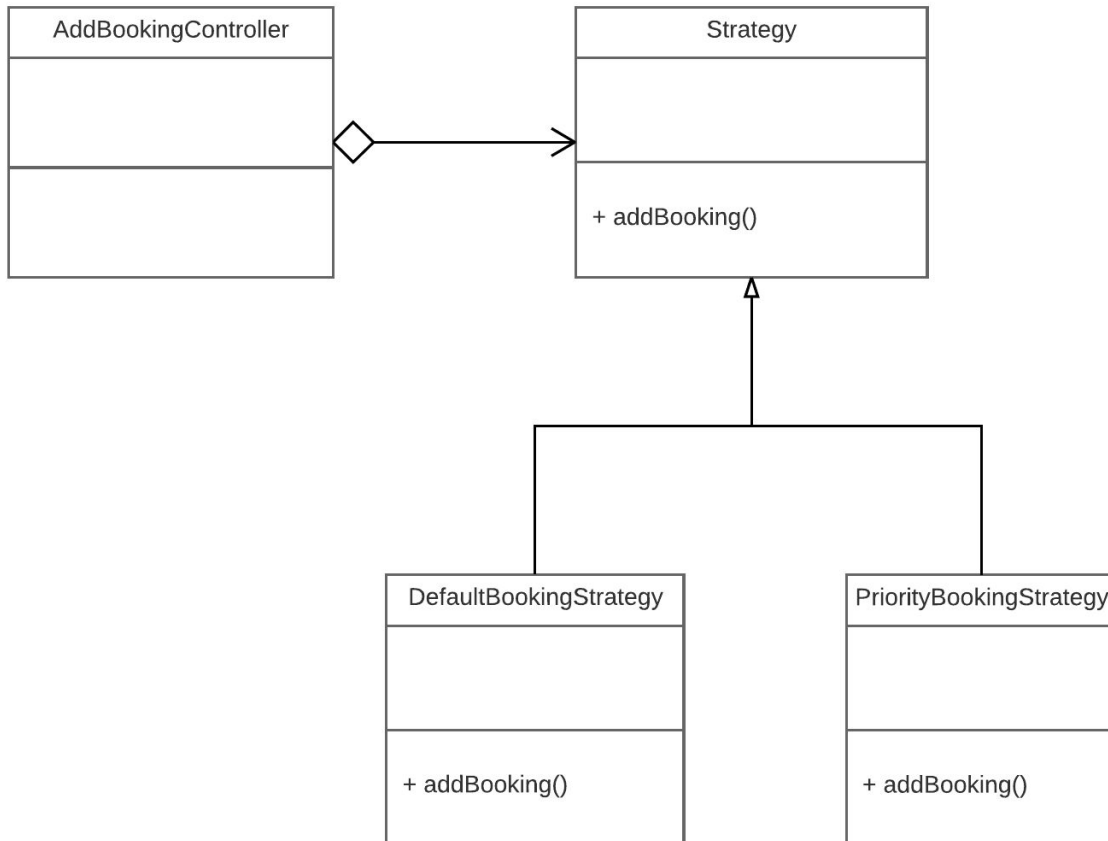 AddBookingController
Strategy
+ addBooking()
DefaultBookingStrategy
PriorityBookingStrategy
+ addBooking()
+ addBooking()